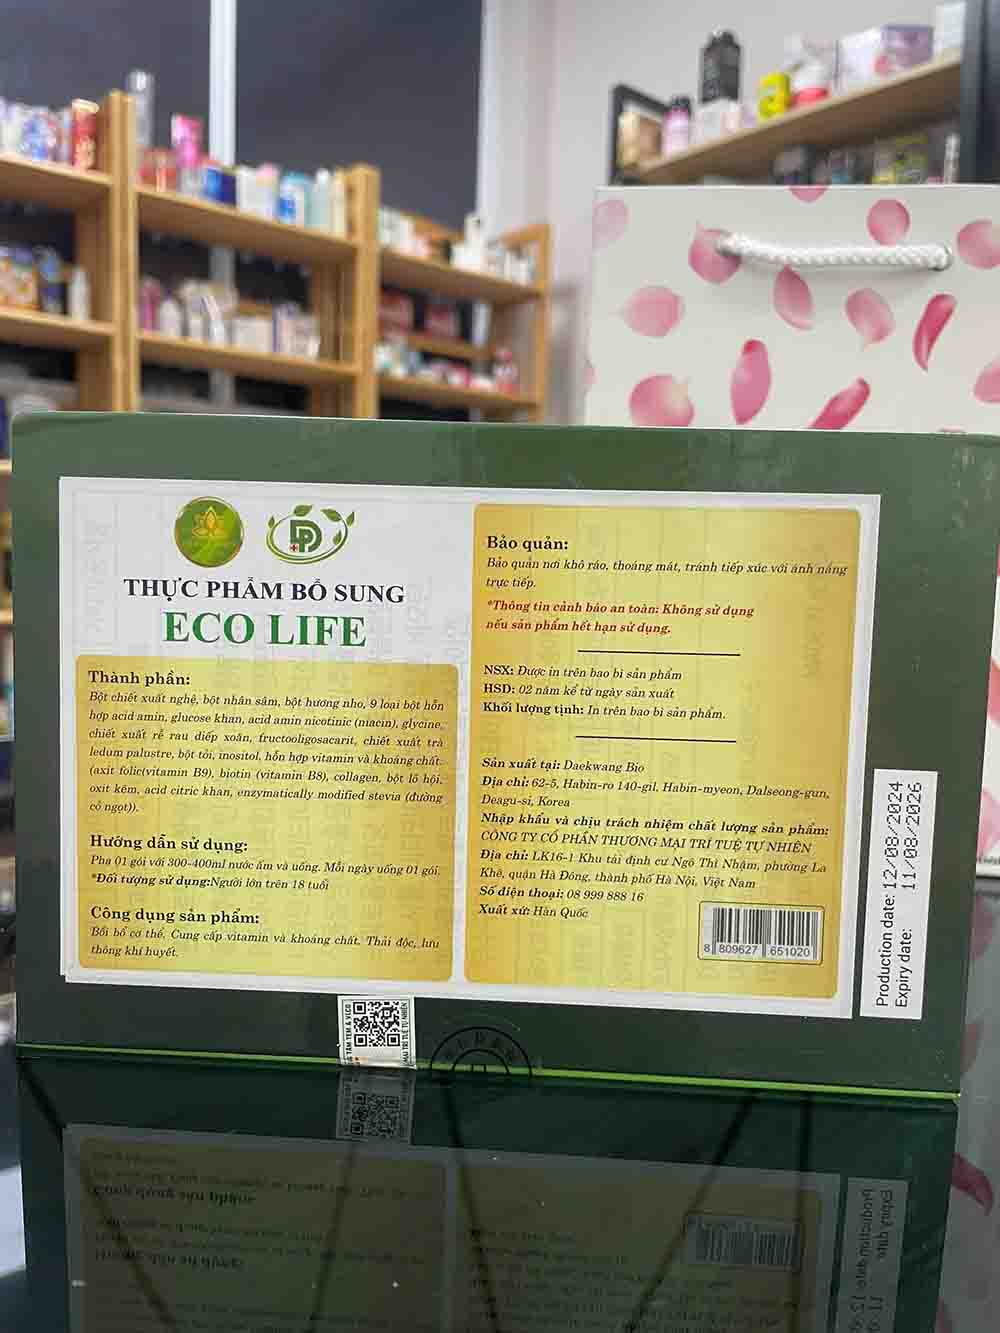 THỰC PHẨM BỔ SUNG
ECO LIFE
Thành phần:
Bột chiết xuất nghệ, bột nhân sâm, bột hương nho, 9 loại bột hỗn
hợp acid amin, glucose khan, acid amin nicotinic (niacin), glycine,
chiết xuất rễ rau diếp xoăn, fructooligosacarit, chiết xuất trà
ledum palustre, bột tỏi, inositol, hỗn hợp vitamin và khoáng chất:
(axit folic(vitamin B9), biotin (vitamin B8), collagen, bột lô hội,
oxit kẽm, acid citric khan, enzymatically modified stevia (đường
cỏ ngọt)).
Hướng dẫn sử dụng:
Pha 01 gói với 300-400ml nước ấm và uống. Mỗi ngày uống 01 gói.
*Đối tượng sử dụng:Người lớn trên 18 tuổi
Công dụng sản phẩm:
Bồi bổ cơ thể. Cung cấp vitamin và khoáng chất. Thải độc, lưu
thông khí huyết.
Bảo quản:
Bảo quản nơi khô ráo, thoáng mát, tránh tiếp xúc với ánh nắng
trực tiếp.
*Thông tin cảnh báo an toàn: Không sử dụng
nếu sản phẩm hết hạn sử dụng.
NSX: Được in trên bao bì sản phẩm
HSD: 02 năm kể từ ngày sản xuất
Khối lượng tịnh: In trên bao bì sản phẩm.
Sản xuất tại: Daekwang Bio
Địa chỉ: 62-5, Habin-ro 140-gil, Habin-myeon, Dalseong-gun,
Deagu-si, Korea
Nhập khẩu và chịu trách nhiệm chất lượng sản phẩm:
CÔNG TY CỔ PHẦN THƯƠNG MẠI TRÍ TUỆ TỰ NHIÊN
Địa chỉ: LK16-1 Khu tái định cư Ngô Thì Nhậm, phường La
Khê, quận Hà Đông, thành phố Hà Nội, Việt Nam
Số điện thoại: 08 999 888 16
Xuất xứ: Hàn Quốc
8 809627 651020
Production date: 12/08/2024
Expiry date: 11/08/2026